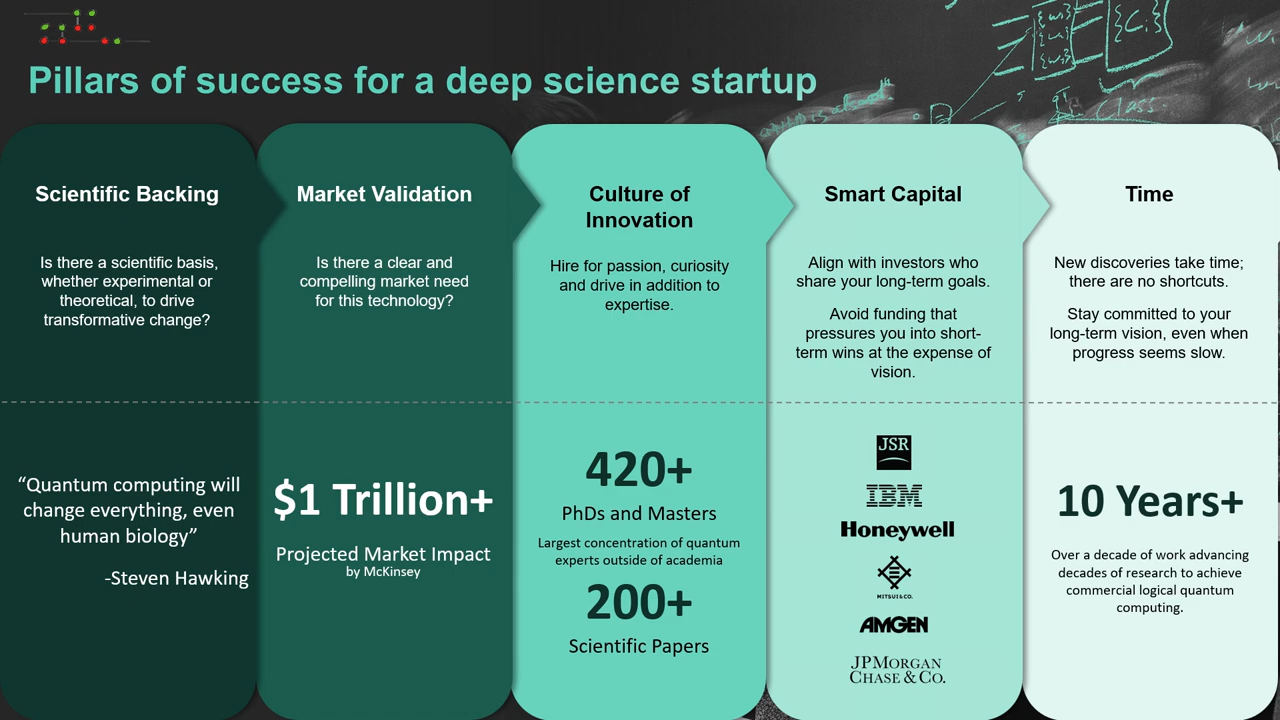 Pillars of success for a deep science startup
Scientific Backing
Is there a scientific basis,
whether experimental or
theoretical, to drive
transformative change?
“Quantum computing will
change everything, even
human biology”
-Steven Hawking
Market Validation
Is there a clear and
compelling market need
for this technology?
$1 Trillion+
Projected Market Impact
by McKinsey
Culture of
Innovation
Hire for passion, curiosity
and drive in addition to
expertise.
420+
PhDs and Masters
Largest concentration of quantum
experts outside of academia
200+
Scientific Papers
Smart Capital
Align with investors who
share your long-term goals.
Avoid funding that
pressures you into short-
term wins at the expense of
vision.
JSR
IBM
Honeywell
MITSUI & CO.
AMGEN
JPMORGAN
CHASE & CO.
Time
New discoveries take time;
there are no shortcuts.
Stay committed to your
long-term vision, even when
progress seems slow.
10 Years+
Over a decade of work advancing
decades of research to achieve
commercial logical quantum
computing.